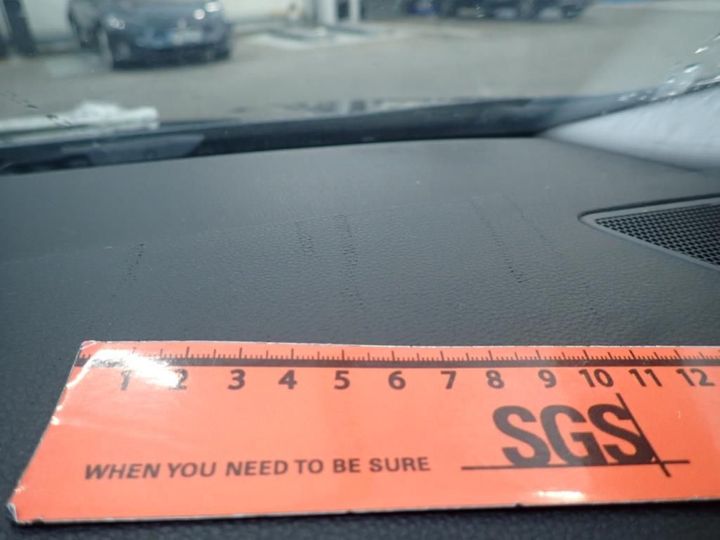 1 2 3 4 5 6 7 8 9 10 11 12
SGS
WHEN YOU NEED TO BE SURE